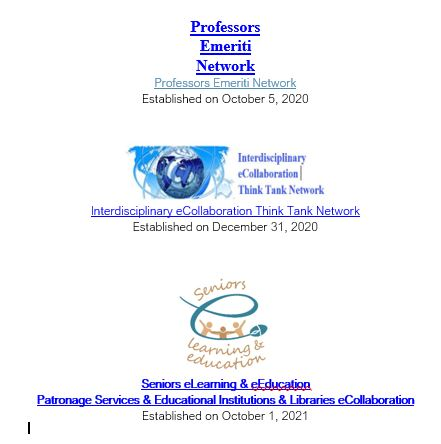 Professors
Emeriti
Network
Professors Emeriti Network
Established on October 5, 2020
Interdisciplinary
eCollaboration
Think Tank Network
Interdisciplinary eCollaboration Think Tank Network
Established on December 31, 2020
Seniors
learning &
education
Seniors eLearning & eEducation
Patronage Services & Educational Institutions & Libraries eCollaboration
Established on October 1, 2021